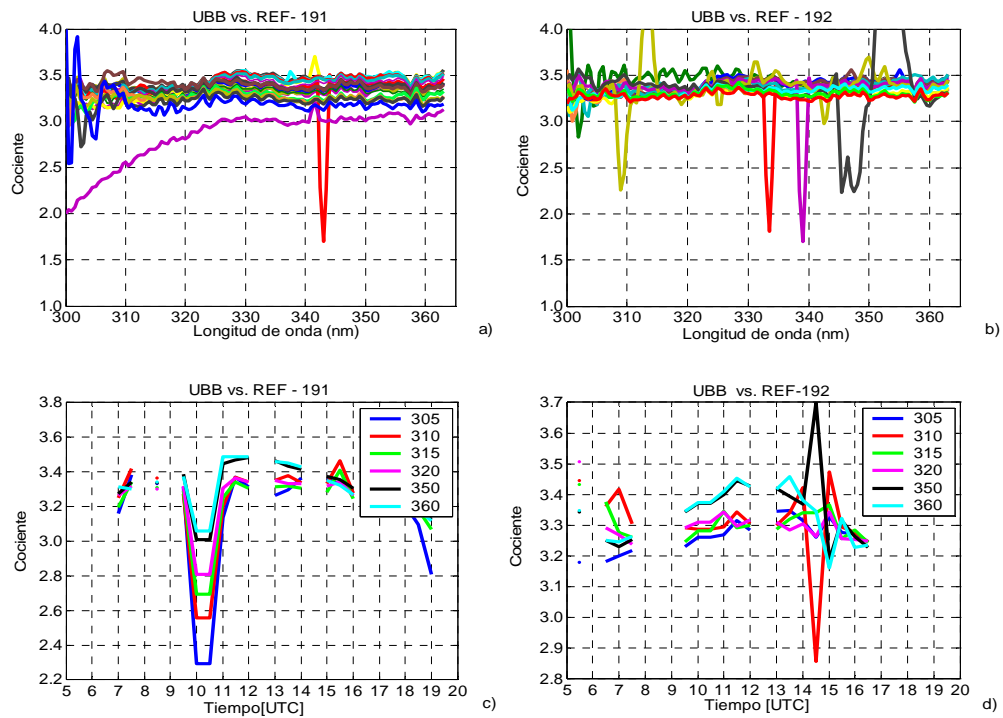 UBB vs. REF- 191
4.0
3.5
3.0
2.5
2.0
1.5
1.0
Cociente
300 310 320 330 340 350 360
Longitud de onda (nm)
a)
UBB vs. REF - 192
4.0
3.5
3.0
2.5
2.0
1.5
1.0
Cociente
300 310 320 330 340 350 360
Longitud de onda (nm)
b)
UBB vs. REF - 191
3.8
3.6
3.4
3.2
3.0
2.8
2.6
2.4
2.2
Cociente
305
310
315
320
350
360
5 6 7 8 9 10 11 12 13 14 15 16 17 18 19 20
Tiempo[UTC]
c)
UBB vs. REF-192
3.7
3.6
3.5
3.4
3.3
3.2
3.1
3.0
2.9
2.8
Cociente
305
310
315
320
350
360
5 6 7 8 9 10 11 12 13 14 15 16 17 18 19 20
Tiempo [UTC]
d)